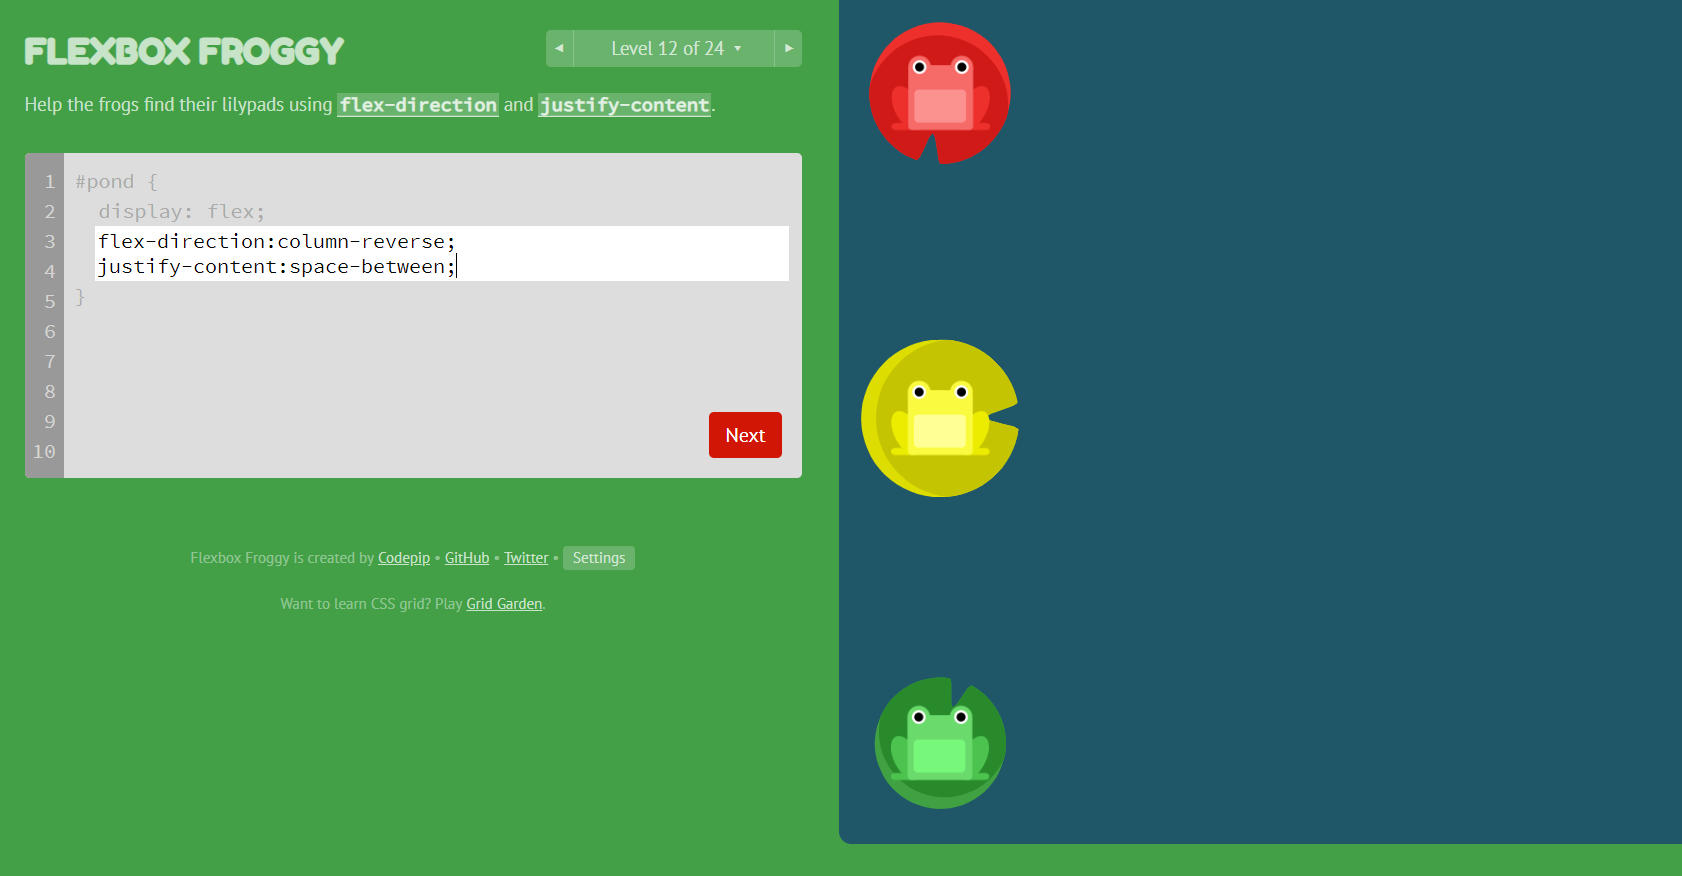 FLEXBOX FROGGY
◀ Level 12 of 24 ▼ ▶
Help the frogs find their lilypads using flex-direction and justify-content.
1 #pond {
2 display: flex;
3 flex-direction:column-reverse;
4 justify-content:space-between;
5 }
6
7
8
9
10
Next
Flexbox Froggy is created by Codepip • GitHub • Twitter • Settings
Want to learn CSS grid? Play Grid Garden.